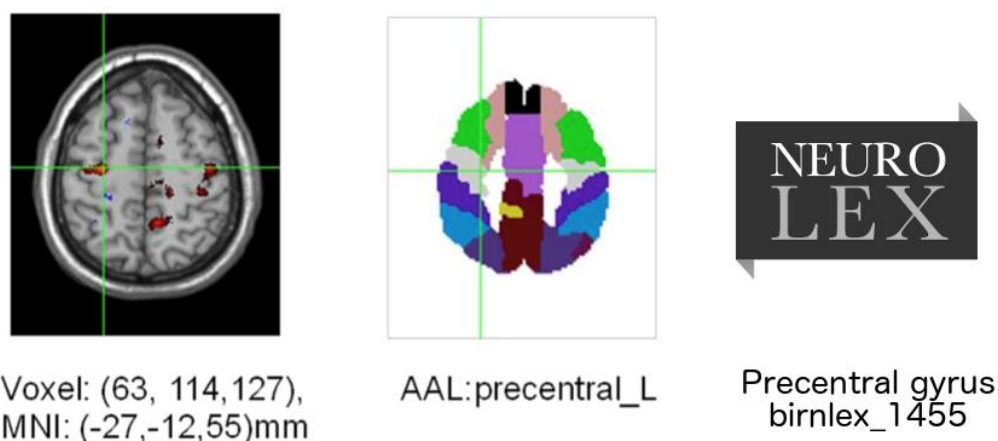 NEURO
LEX
Voxel: (63, 114,127),
MNI: (-27,-12,55)mm
AAL:precentral_L
Precentral gyrus
birnlex_1455